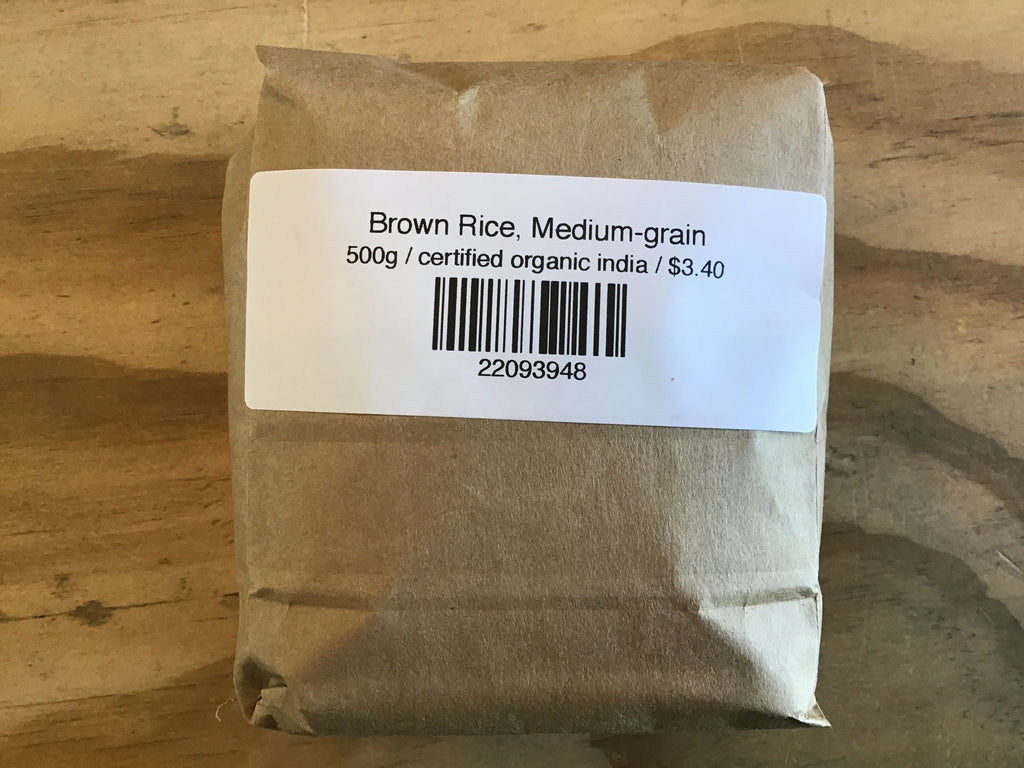 Brown Rice, Medium-grain
500g / certified organic india / $3.40
22093948